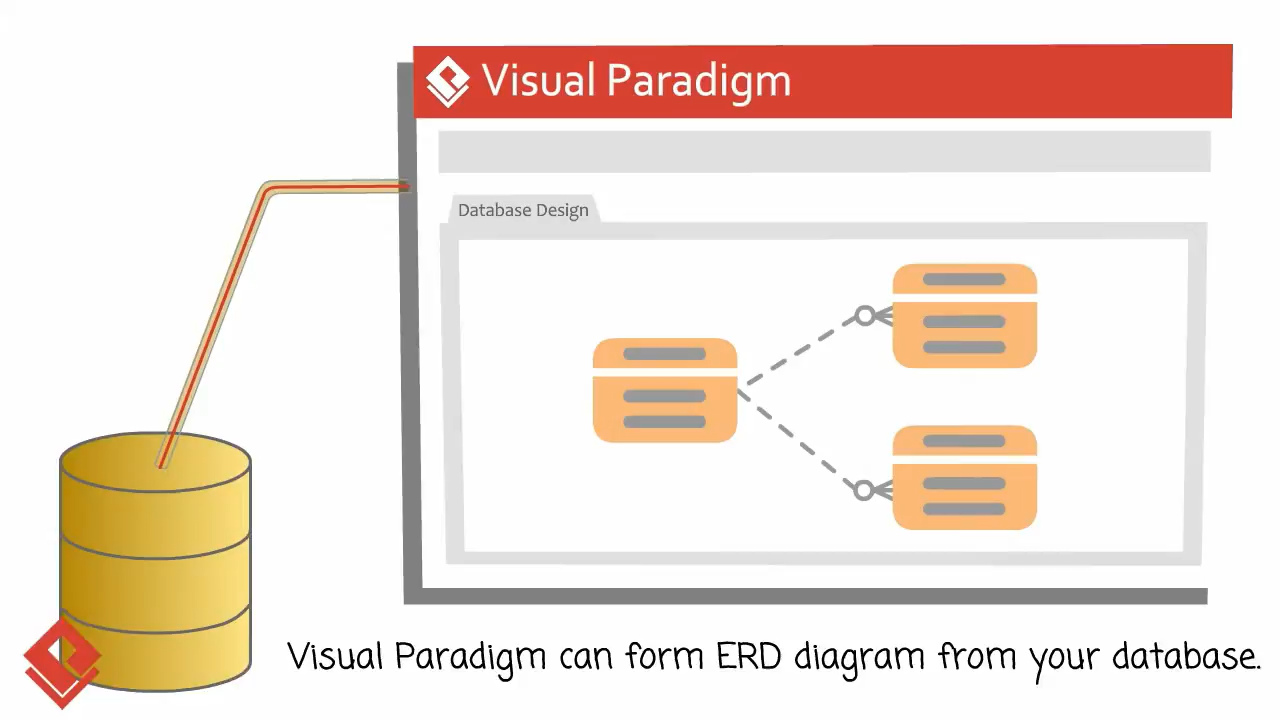 Visual Paradigm
Database Design
Visual Paradigm can form ERD diagram from your database.